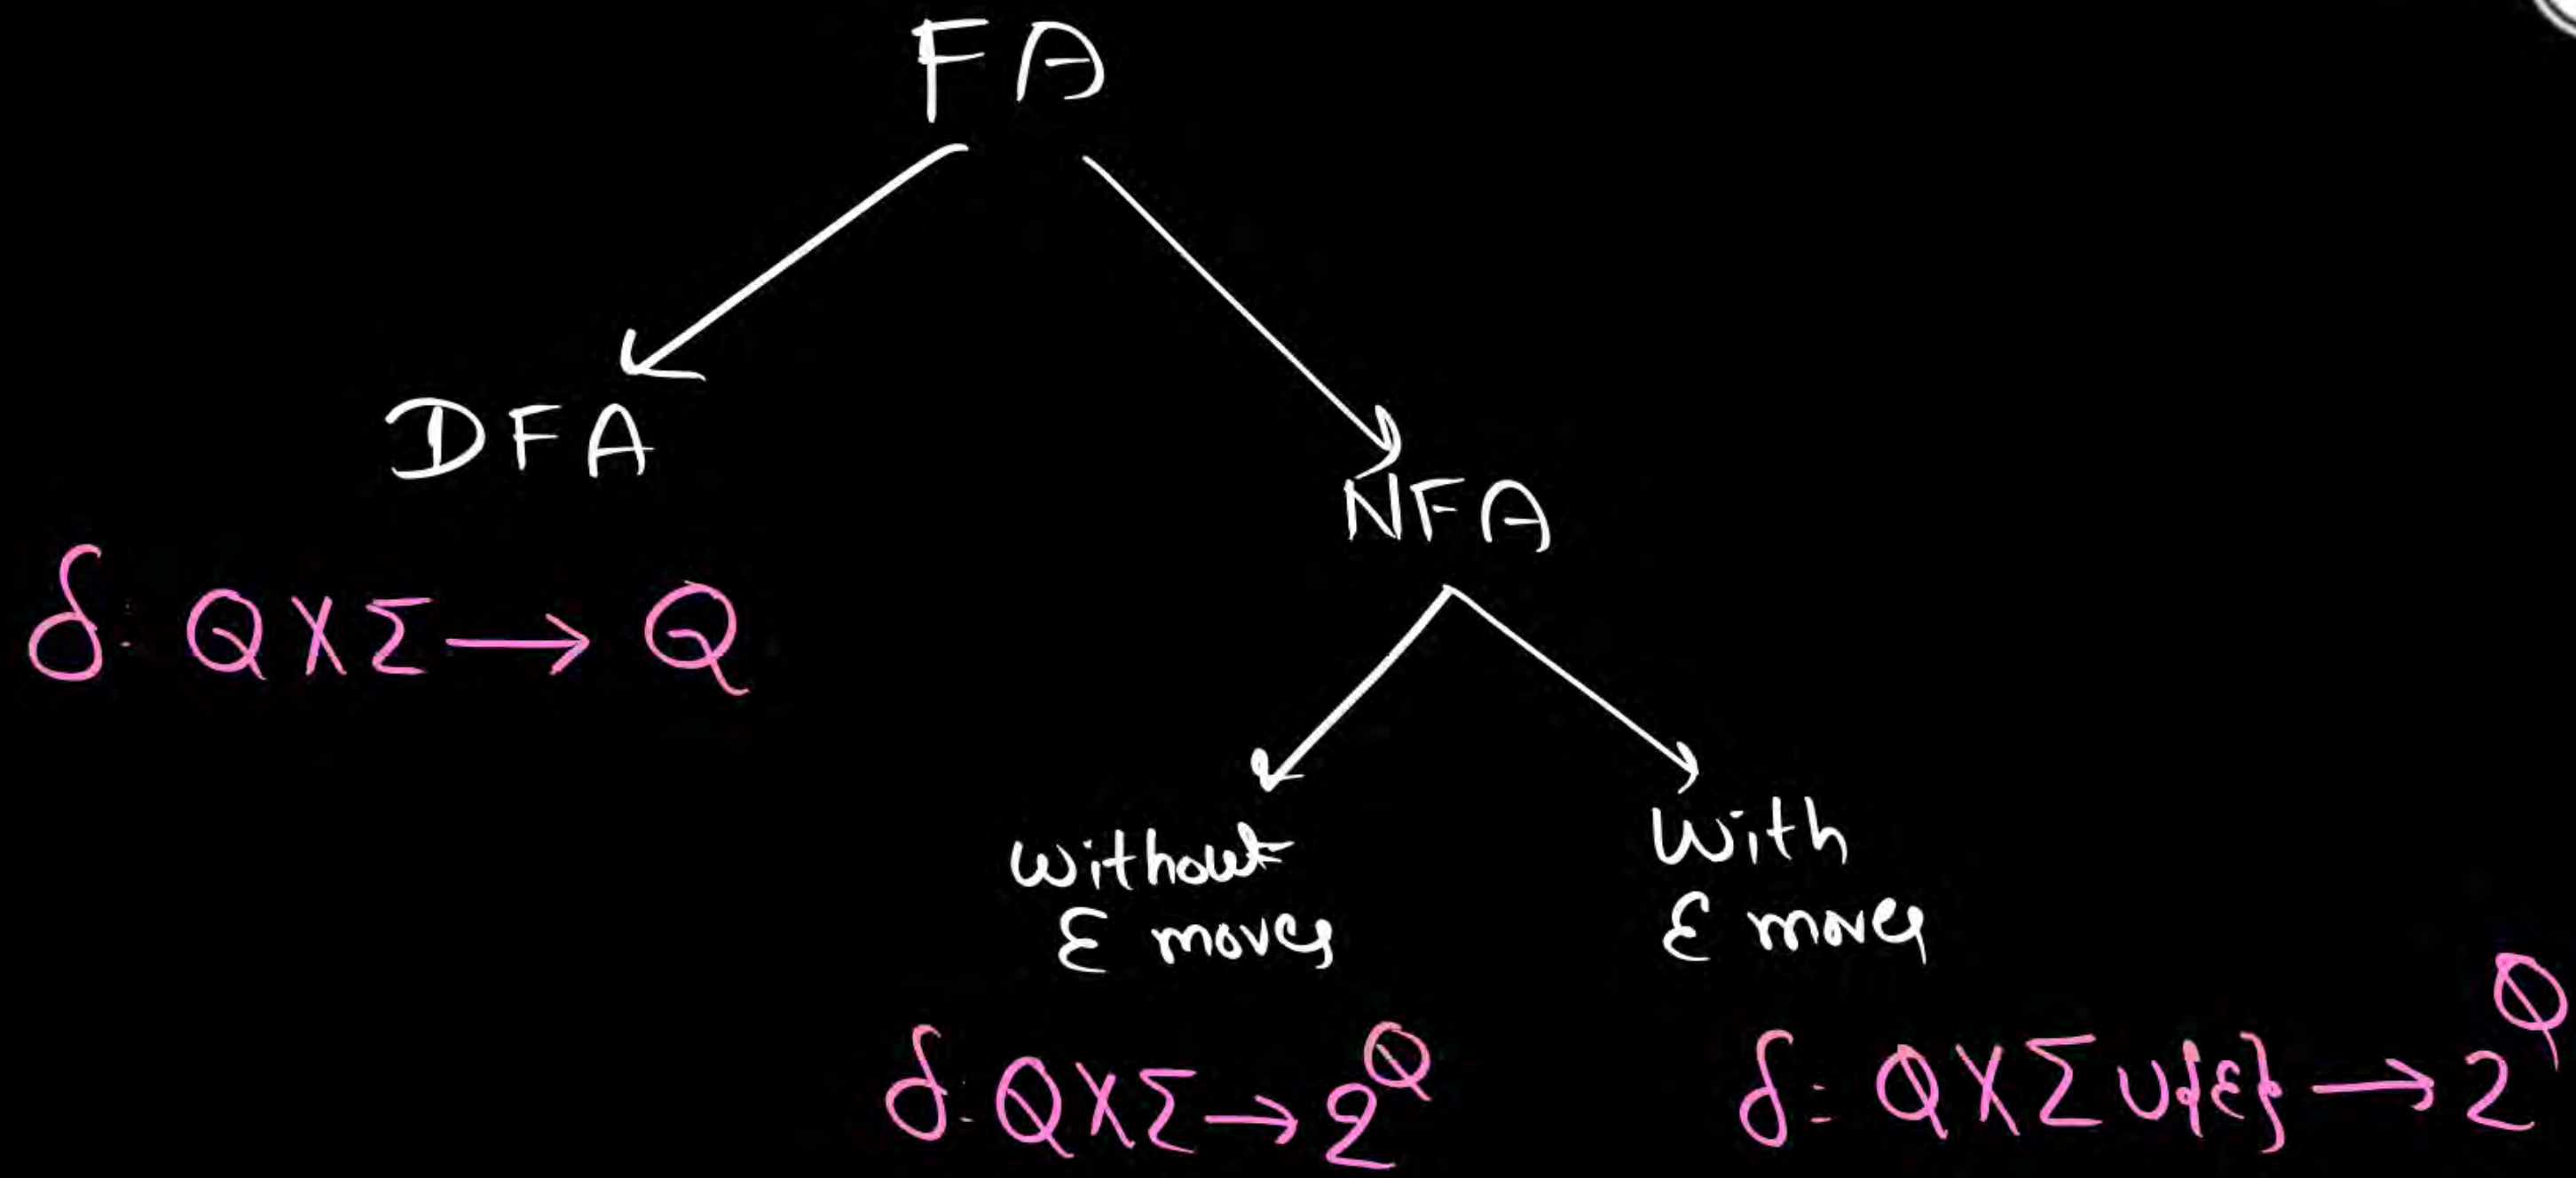 FA
DFA
NFA
δ: Q X Σ → Q
without
ε moves
With
ε moves
δ: Q X Σ → 2^Q
δ: Q X Σ ∪ {ε} → 2^Q